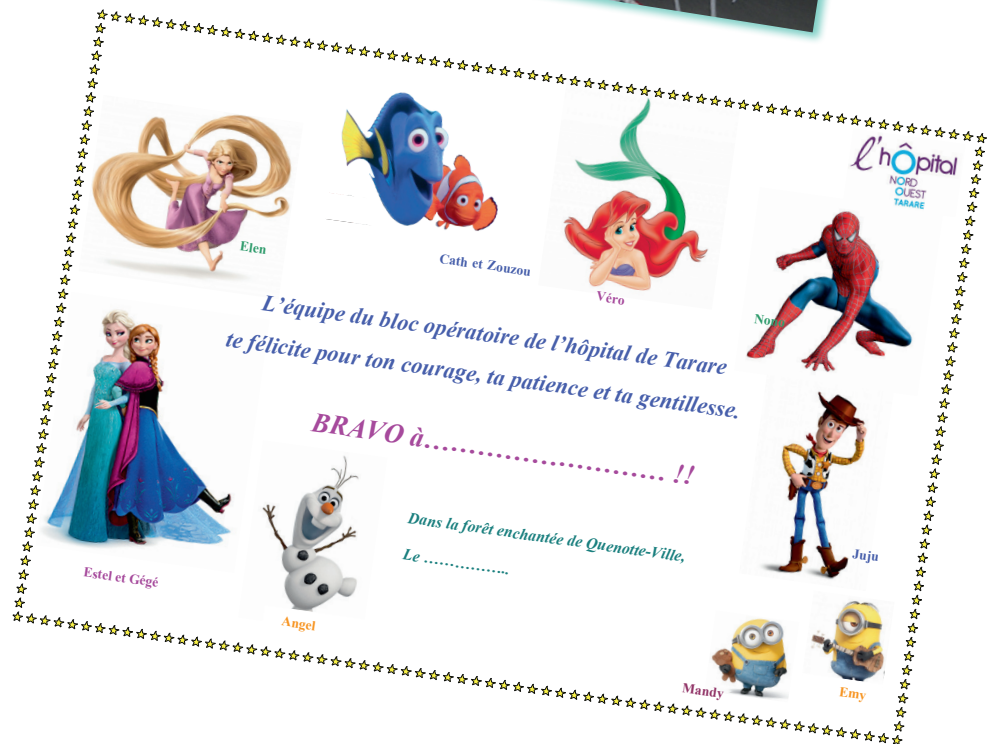 l'hôpital
NORD
OUEST
TARARE
Elen
Cath et Zouzou
Véro
Nono
L'équipe du bloc opératoire de l'hôpital de Tarare
te félicite pour ton courage, ta patience et ta gentillesse.
BRAVO à………………………… !!
Dans la forêt enchantée de Quenotte-Ville,
Le ……………..
Juju
Estel et Gégé
Angel
Mandy
Emy